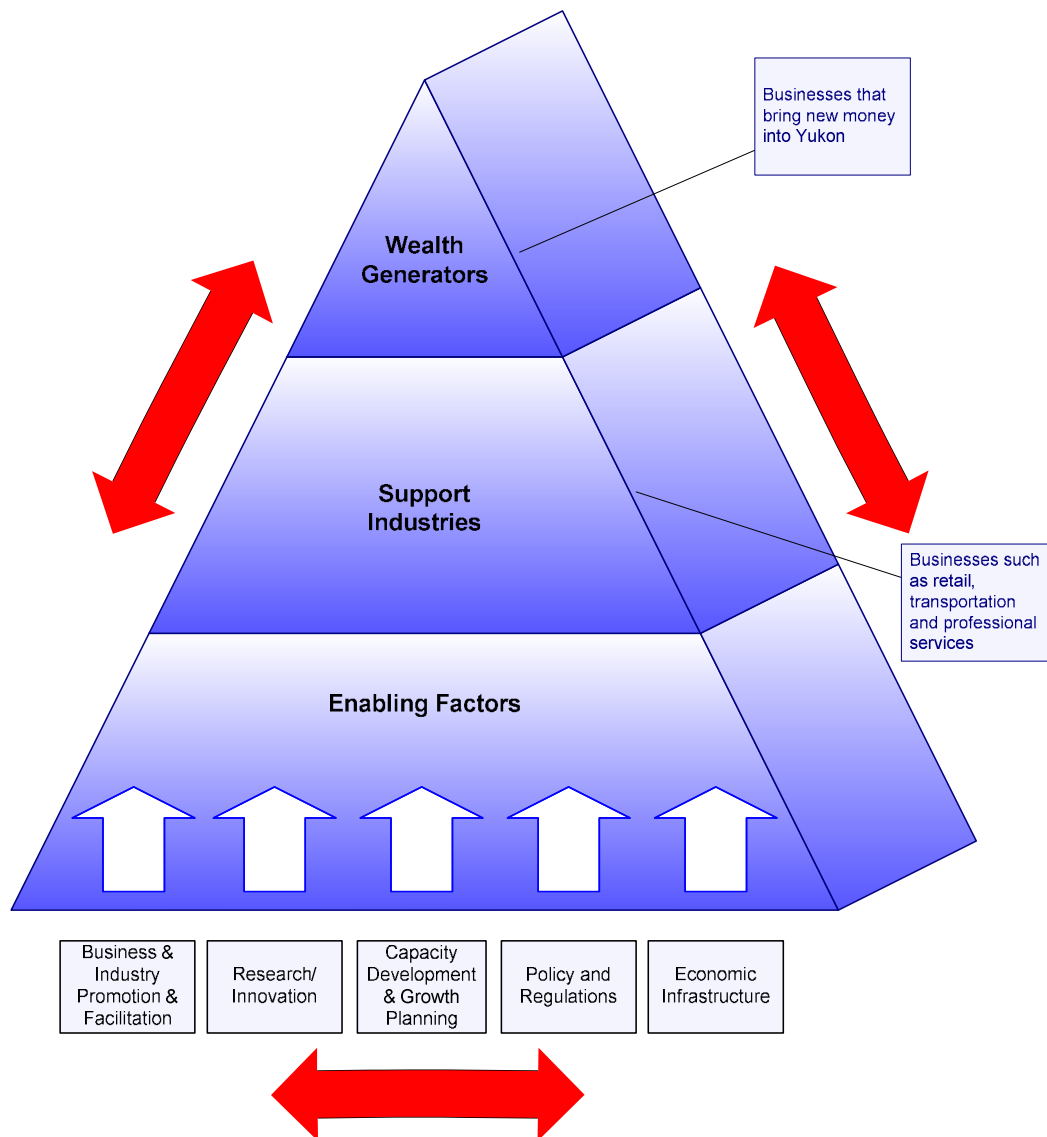 Businesses that
bring new money
into Yukon
Wealth
Generators
Support
Industries
Businesses such
as retail,
transportation
and professional
services
Enabling Factors
Business &
Industry
Promotion &
Facilitation
Research/
Innovation
Capacity
Development
& Growth
Planning
Policy and
Regulations
Economic
Infrastructure